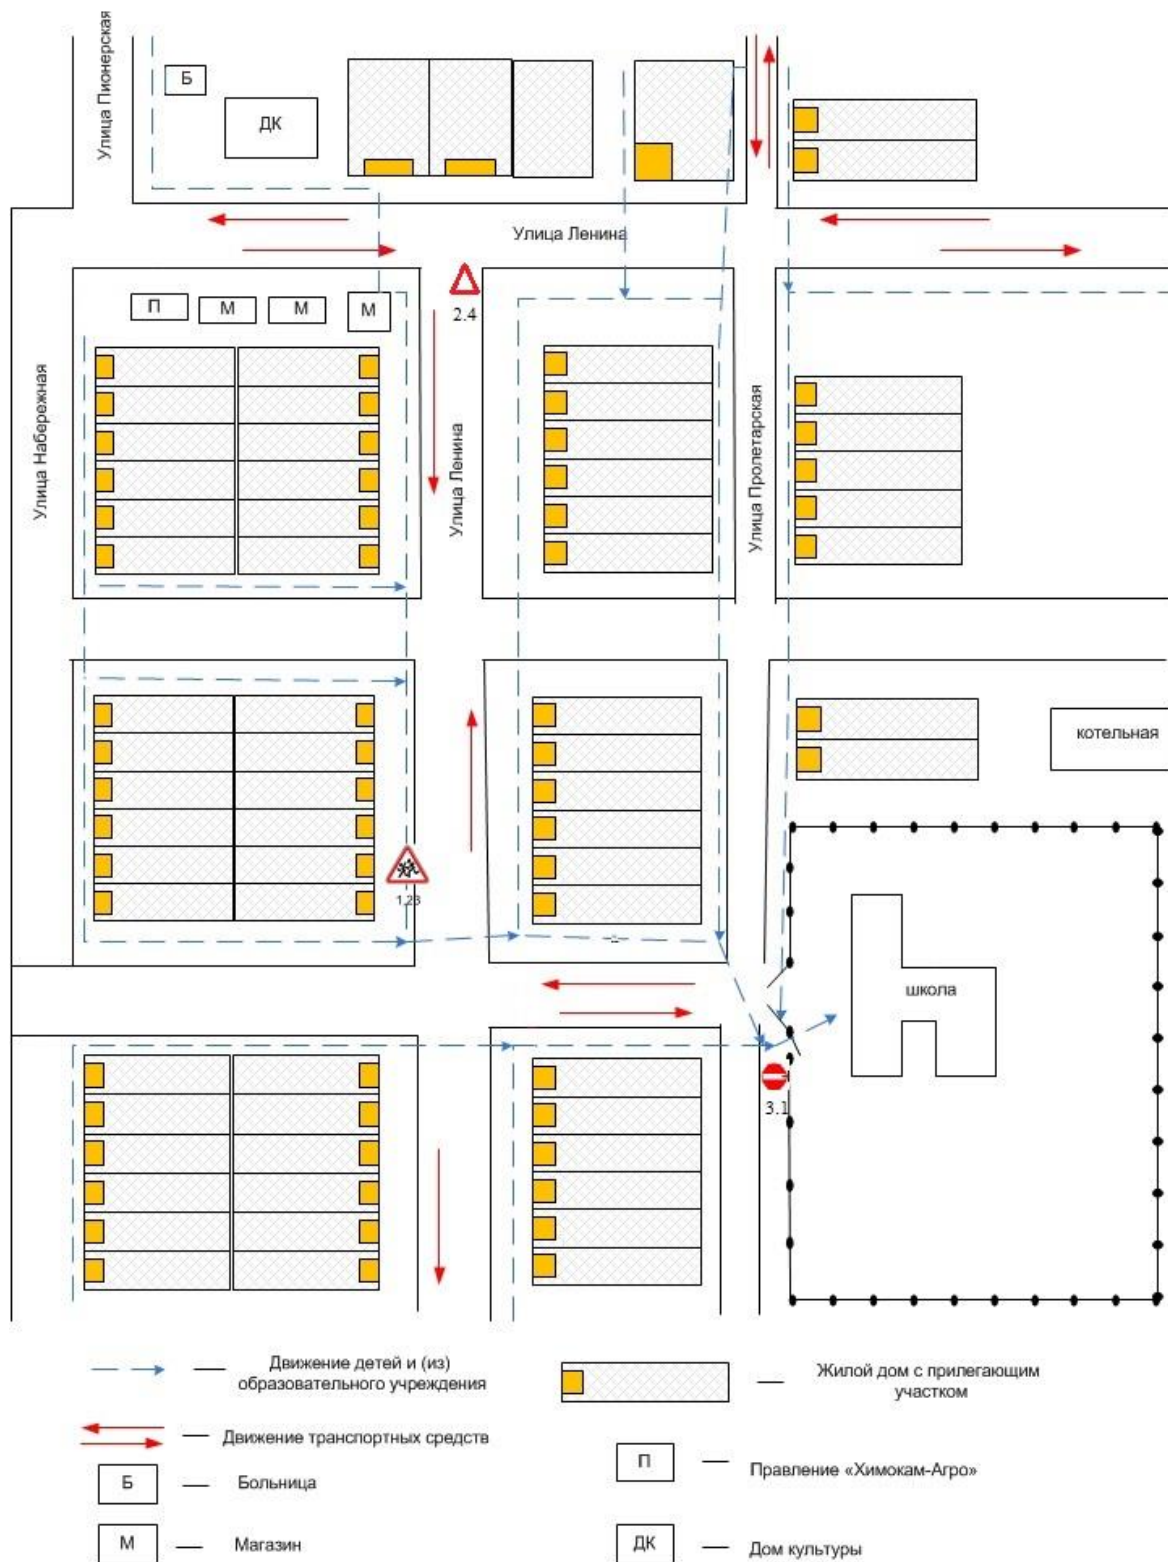 Улица Пионерская
Б
ДК
Улица Ленина
П
М
М
М
2.4
Улица Набережная
Улица Ленина
Улица Пролетарская
котельная
1.23
школа
3.1
Движение детей и (из)
образовательного учреждения
Жилой дом с прилегающим
участком
Движение транспортных средств
Б
Больница
П
Правление «Химокам-Агро»
М
Магазин
ДК
Дом культуры